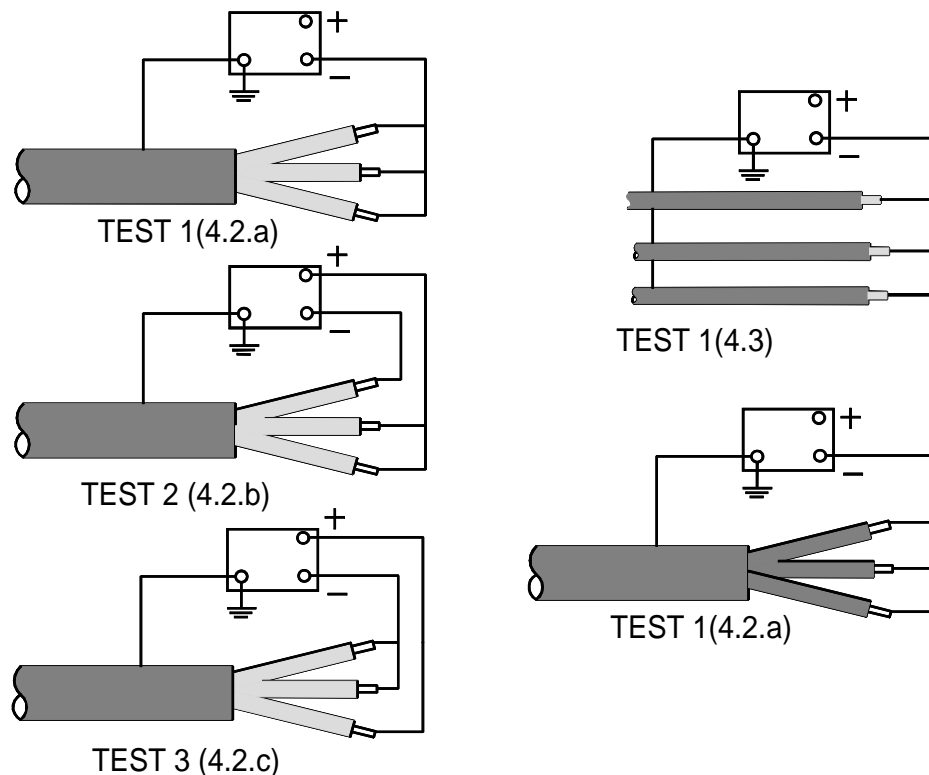 +
−
TEST 1(4.2.a)
+
−
TEST 2 (4.2.b)
+
−
TEST 3 (4.2.c)
+
−
TEST 1(4.3)
+
−
TEST 1(4.2.a)